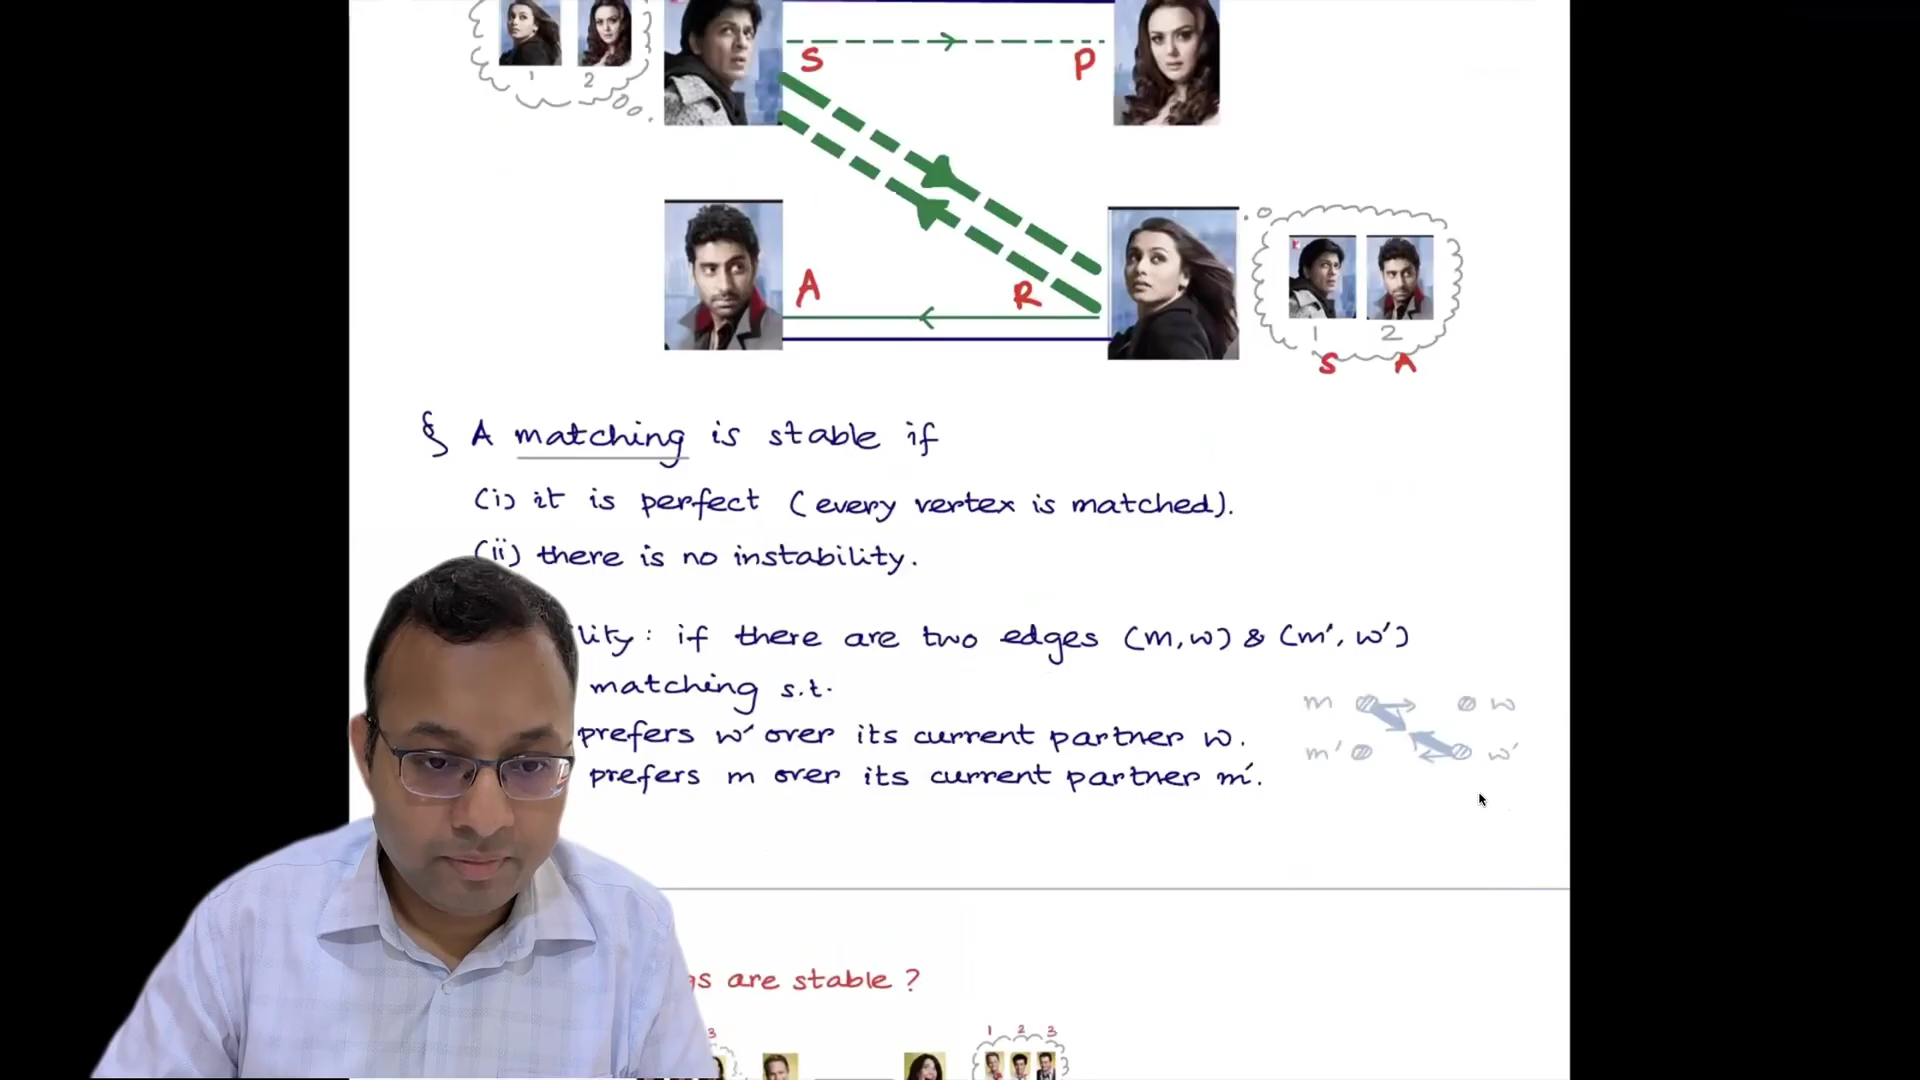 1 2
S P
A R
1 2
S A
§ A matching is stable if
(i) it is perfect (every vertex is matched).
(ii) there is no instability.
lity: if there are two edges (m, w) & (m', w')
matching s.t.
prefers w' over its current partner w.
prefers m over its current partner m'.
m w
m' w'
gs are stable?
3 1 2 3